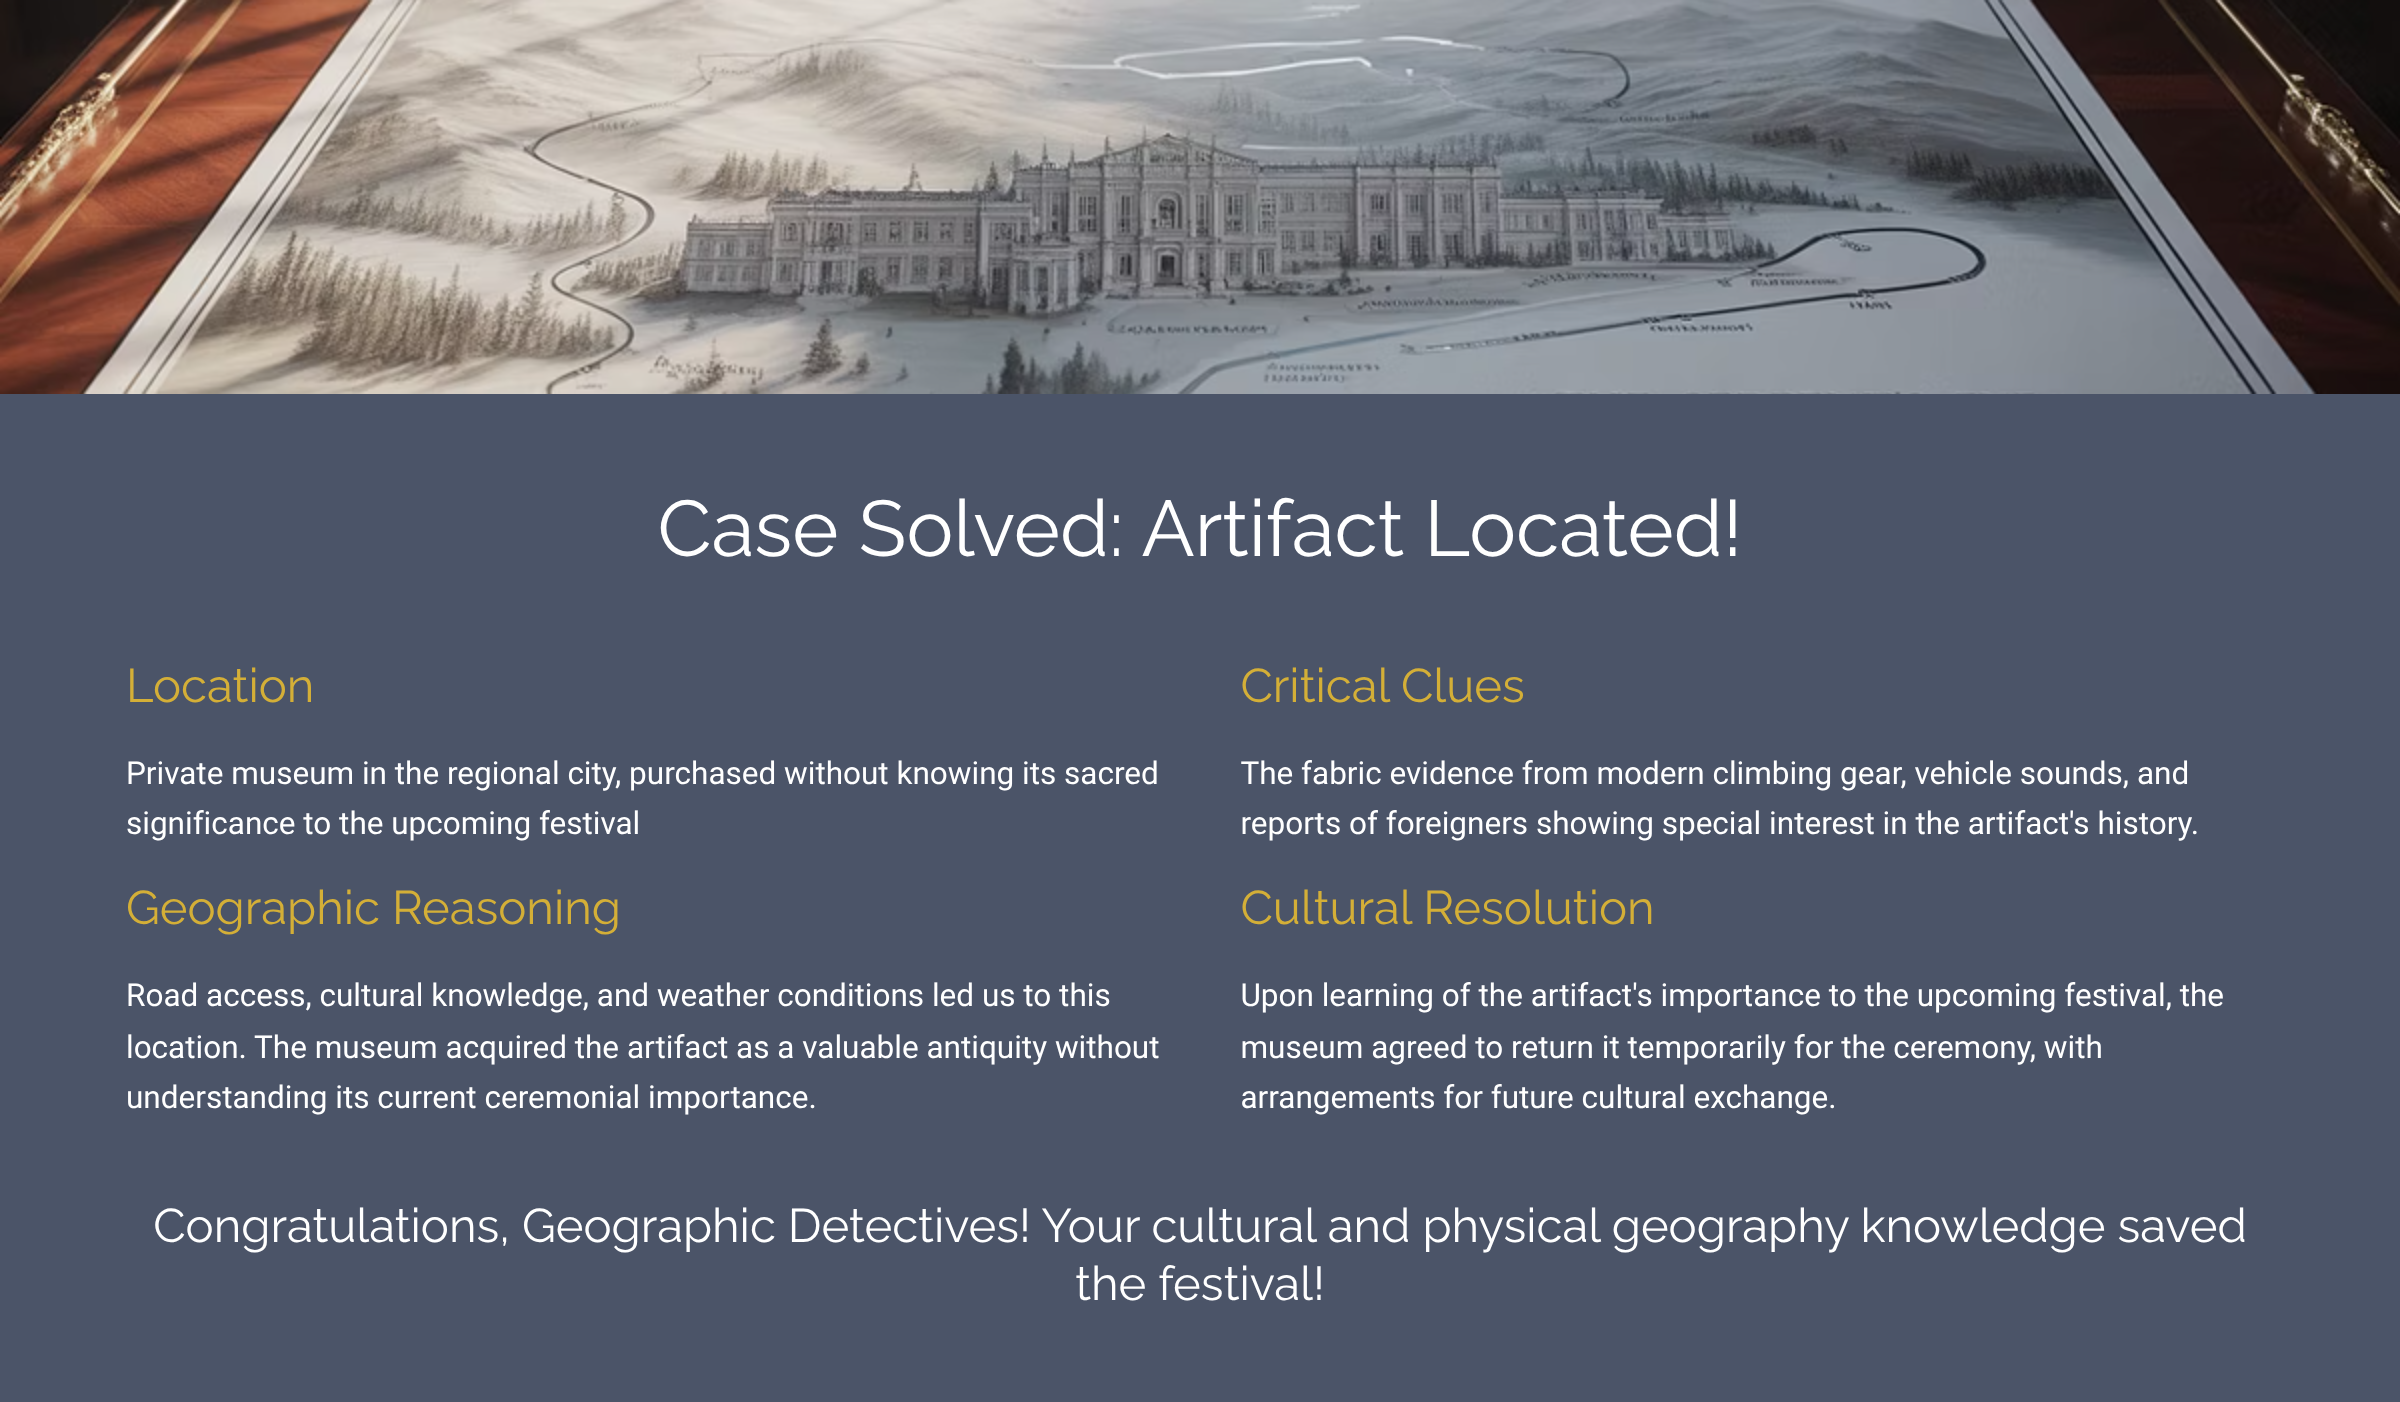 Case Solved: Artifact Located!
Location
Private museum in the regional city, purchased without knowing its sacred
significance to the upcoming festival
Critical Clues
The fabric evidence from modern climbing gear, vehicle sounds, and
reports of foreigners showing special interest in the artifact's history.
Geographic Reasoning
Road access, cultural knowledge, and weather conditions led us to this
location. The museum acquired the artifact as a valuable antiquity without
understanding its current ceremonial importance.
Cultural Resolution
Upon learning of the artifact's importance to the upcoming festival, the
museum agreed to return it temporarily for the ceremony, with
arrangements for future cultural exchange.
Congratulations, Geographic Detectives! Your cultural and physical geography knowledge saved
the festival!